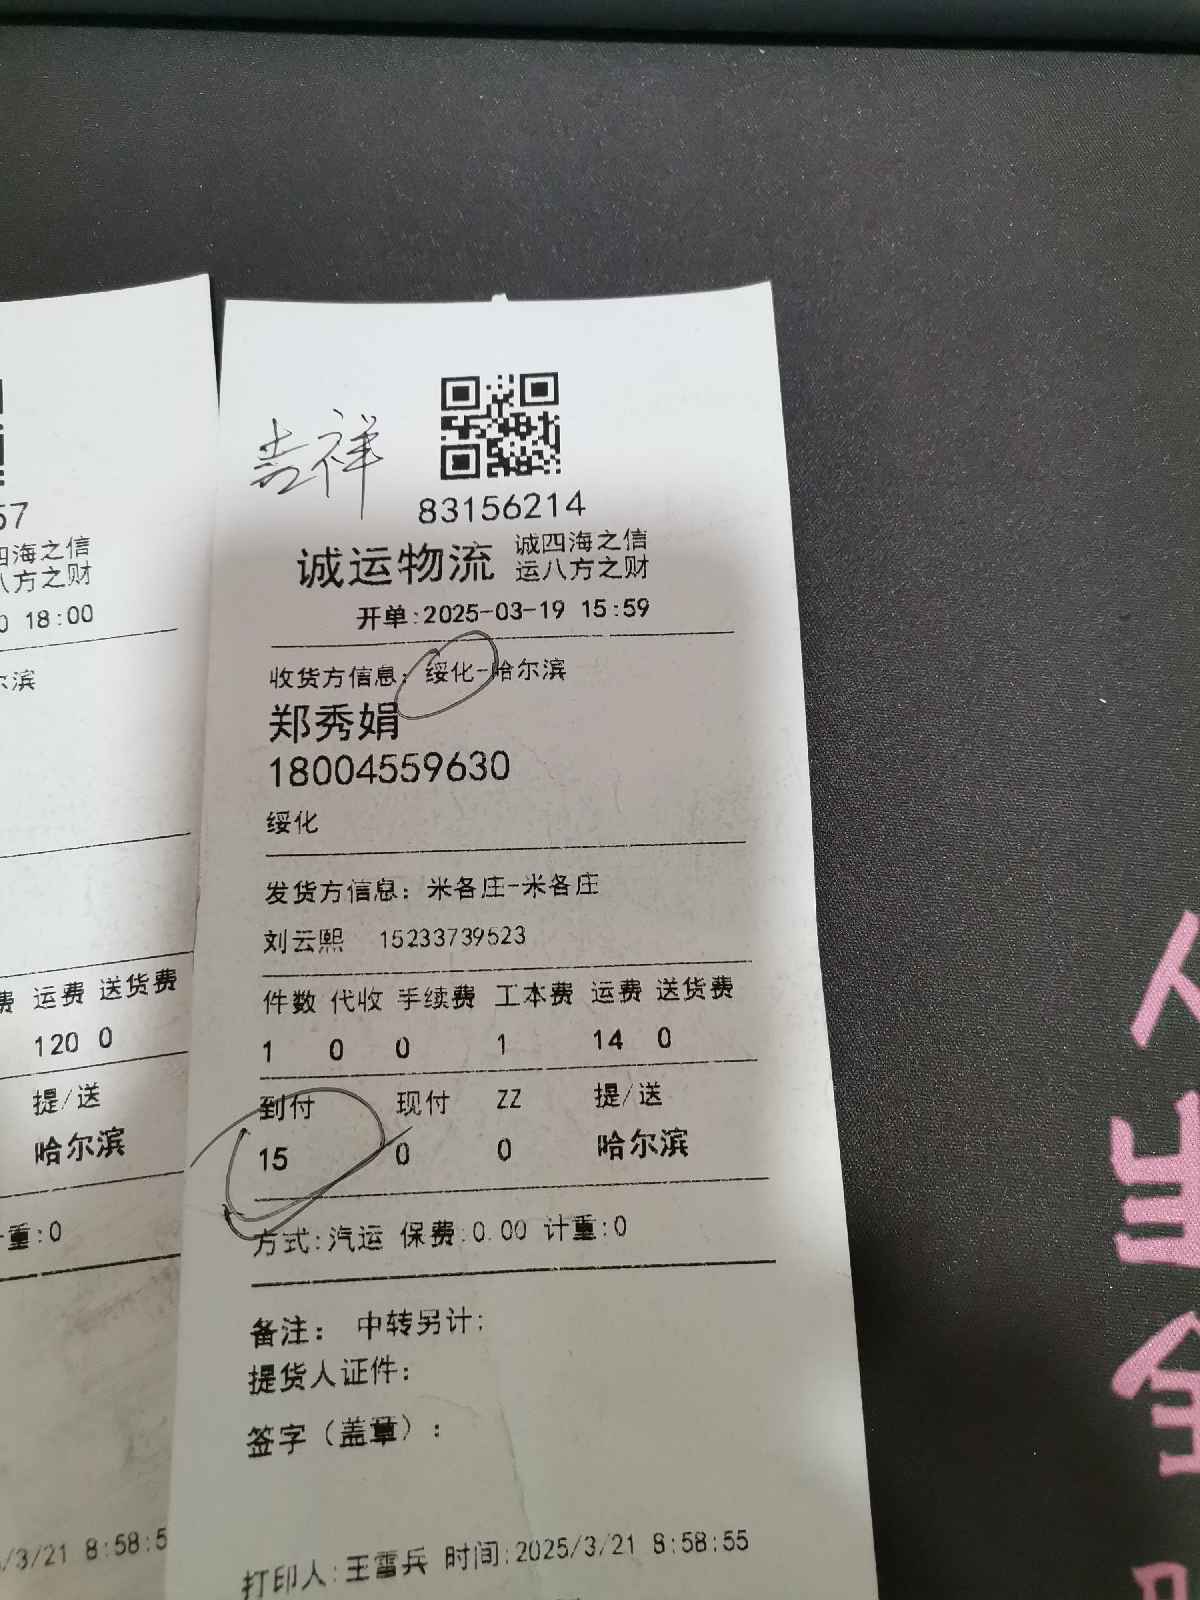 57
四海之信
八方之财
0 18:00
尔滨
费 运费 送货费
120 0
提/送
哈尔滨
计重:0
/3/21 8:58:5
吉祥
83156214
诚运物流 诚四海之信
运八方之财
开单:2025-03-19 15:59
收货方信息: 绥化-哈尔滨
郑秀娟
18004559630
绥化
发货方信息: 米各庄-米各庄
刘云熙 15233739523
件数 代收 手续费 工本费 运费 送货费
1 0 0 1 14 0
到付 现付 ZZ 提/送
15 0 0 哈尔滨
方式:汽运 保费:0.00 计重:0
备注: 中转另计;
提货人证件:
签字(盖章):
打印人:王雷兵 时间:2025/3/21 8:58:55
人
生